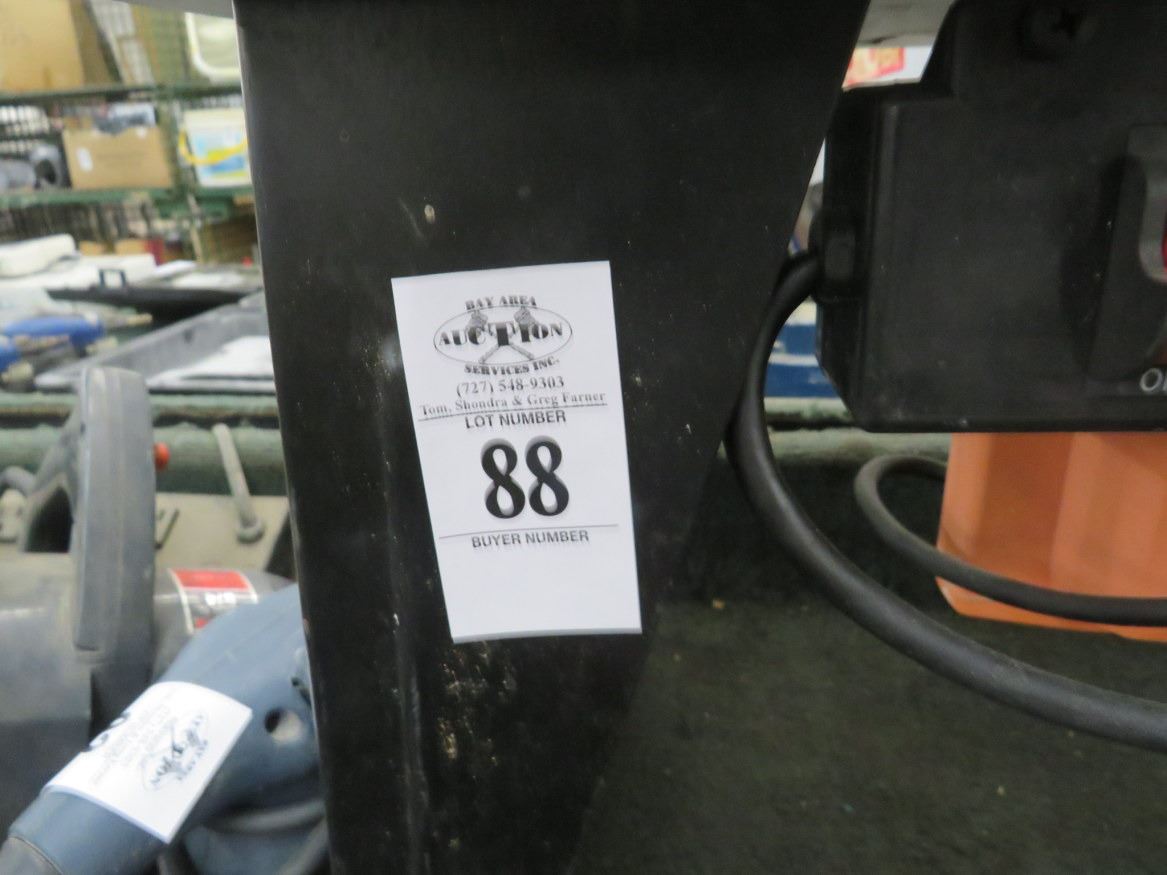 BAY AREA
AUCTION
SERVICES INC.
(727) 548-9303
Tom, Shondra & Greg Farner
LOT NUMBER
88
BUYER NUMBER